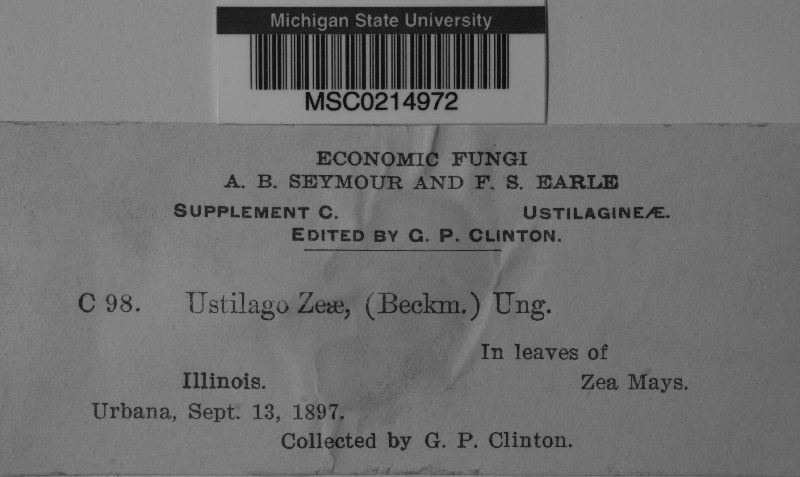 Michigan State University
MSC0214972
ECONOMIC FUNGI
A. B. SEYMOUR AND F. S. EARLE
SUPPLEMENT C. USTILAGINEÆ.
EDITED BY G. P. CLINTON.
C 98. Ustilago Zeæ, (Beckm.) Ung.
In leaves of
Illinois. Zea Mays.
Urbana, Sept. 13, 1897.
Collected by G. P. Clinton.